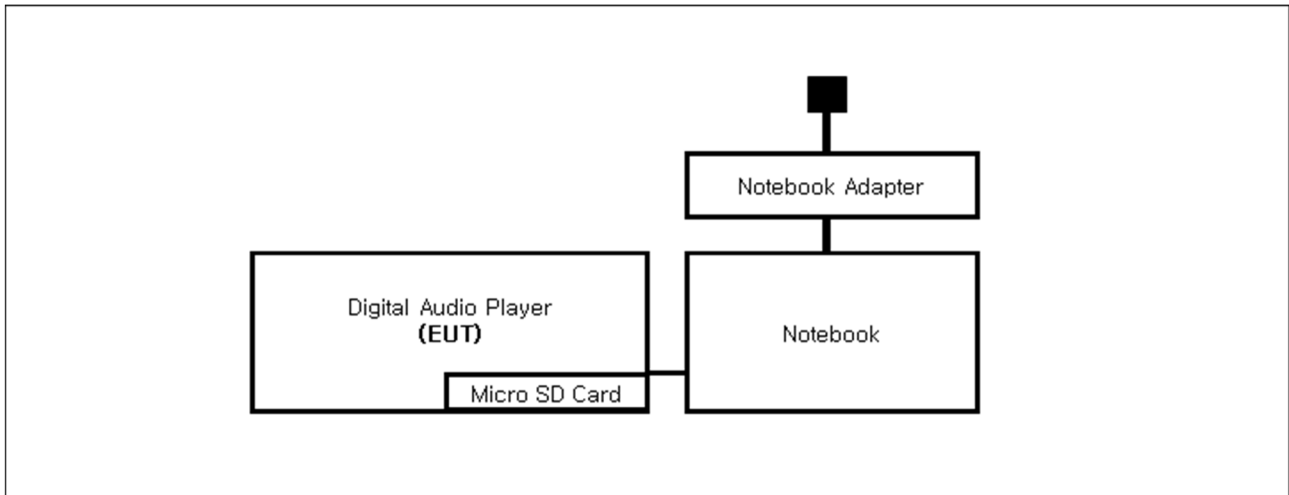 Notebook Adapter
Digital Audio Player
(EUT)
Notebook
Micro SD Card